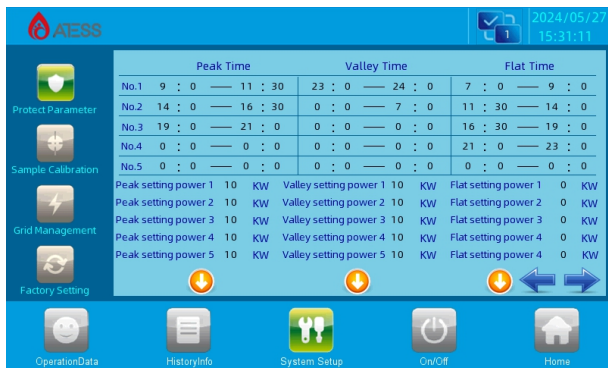 ATESS
1
2024/05/27
15:31:11
Peak Time Valley Time Flat Time
No.1 9 : 0 —— 11 : 30 23 : 0 —— 24 : 0 7 : 0 —— 9 : 0
No.2 14 : 0 —— 16 : 30 0 : 0 —— 7 : 0 11 : 30 —— 14 : 0
No.3 19 : 0 —— 21 : 0 0 : 0 —— 0 : 0 16 : 30 —— 19 : 0
No.4 0 : 0 —— 0 : 0 0 : 0 —— 0 : 0 21 : 0 —— 23 : 0
No.5 0 : 0 —— 0 : 0 0 : 0 —— 0 : 0 0 : 0 —— 0 : 0
Peak setting power 1 10 KW Valley setting power 1 10 KW Flat setting power 1 0 KW
Peak setting power 2 10 KW Valley setting power 2 10 KW Flat setting power 2 0 KW
Peak setting power 3 10 KW Valley setting power 3 10 KW Flat setting power 3 0 KW
Peak setting power 4 10 KW Valley setting power 4 10 KW Flat setting power 4 0 KW
Peak setting power 5 10 KW Valley setting power 5 10 KW Flat setting power 4 0 KW
Protect Parameter
Sample Calibration
Grid Management
Factory Setting
OperationData HistoryInfo System Setup On/Off Home